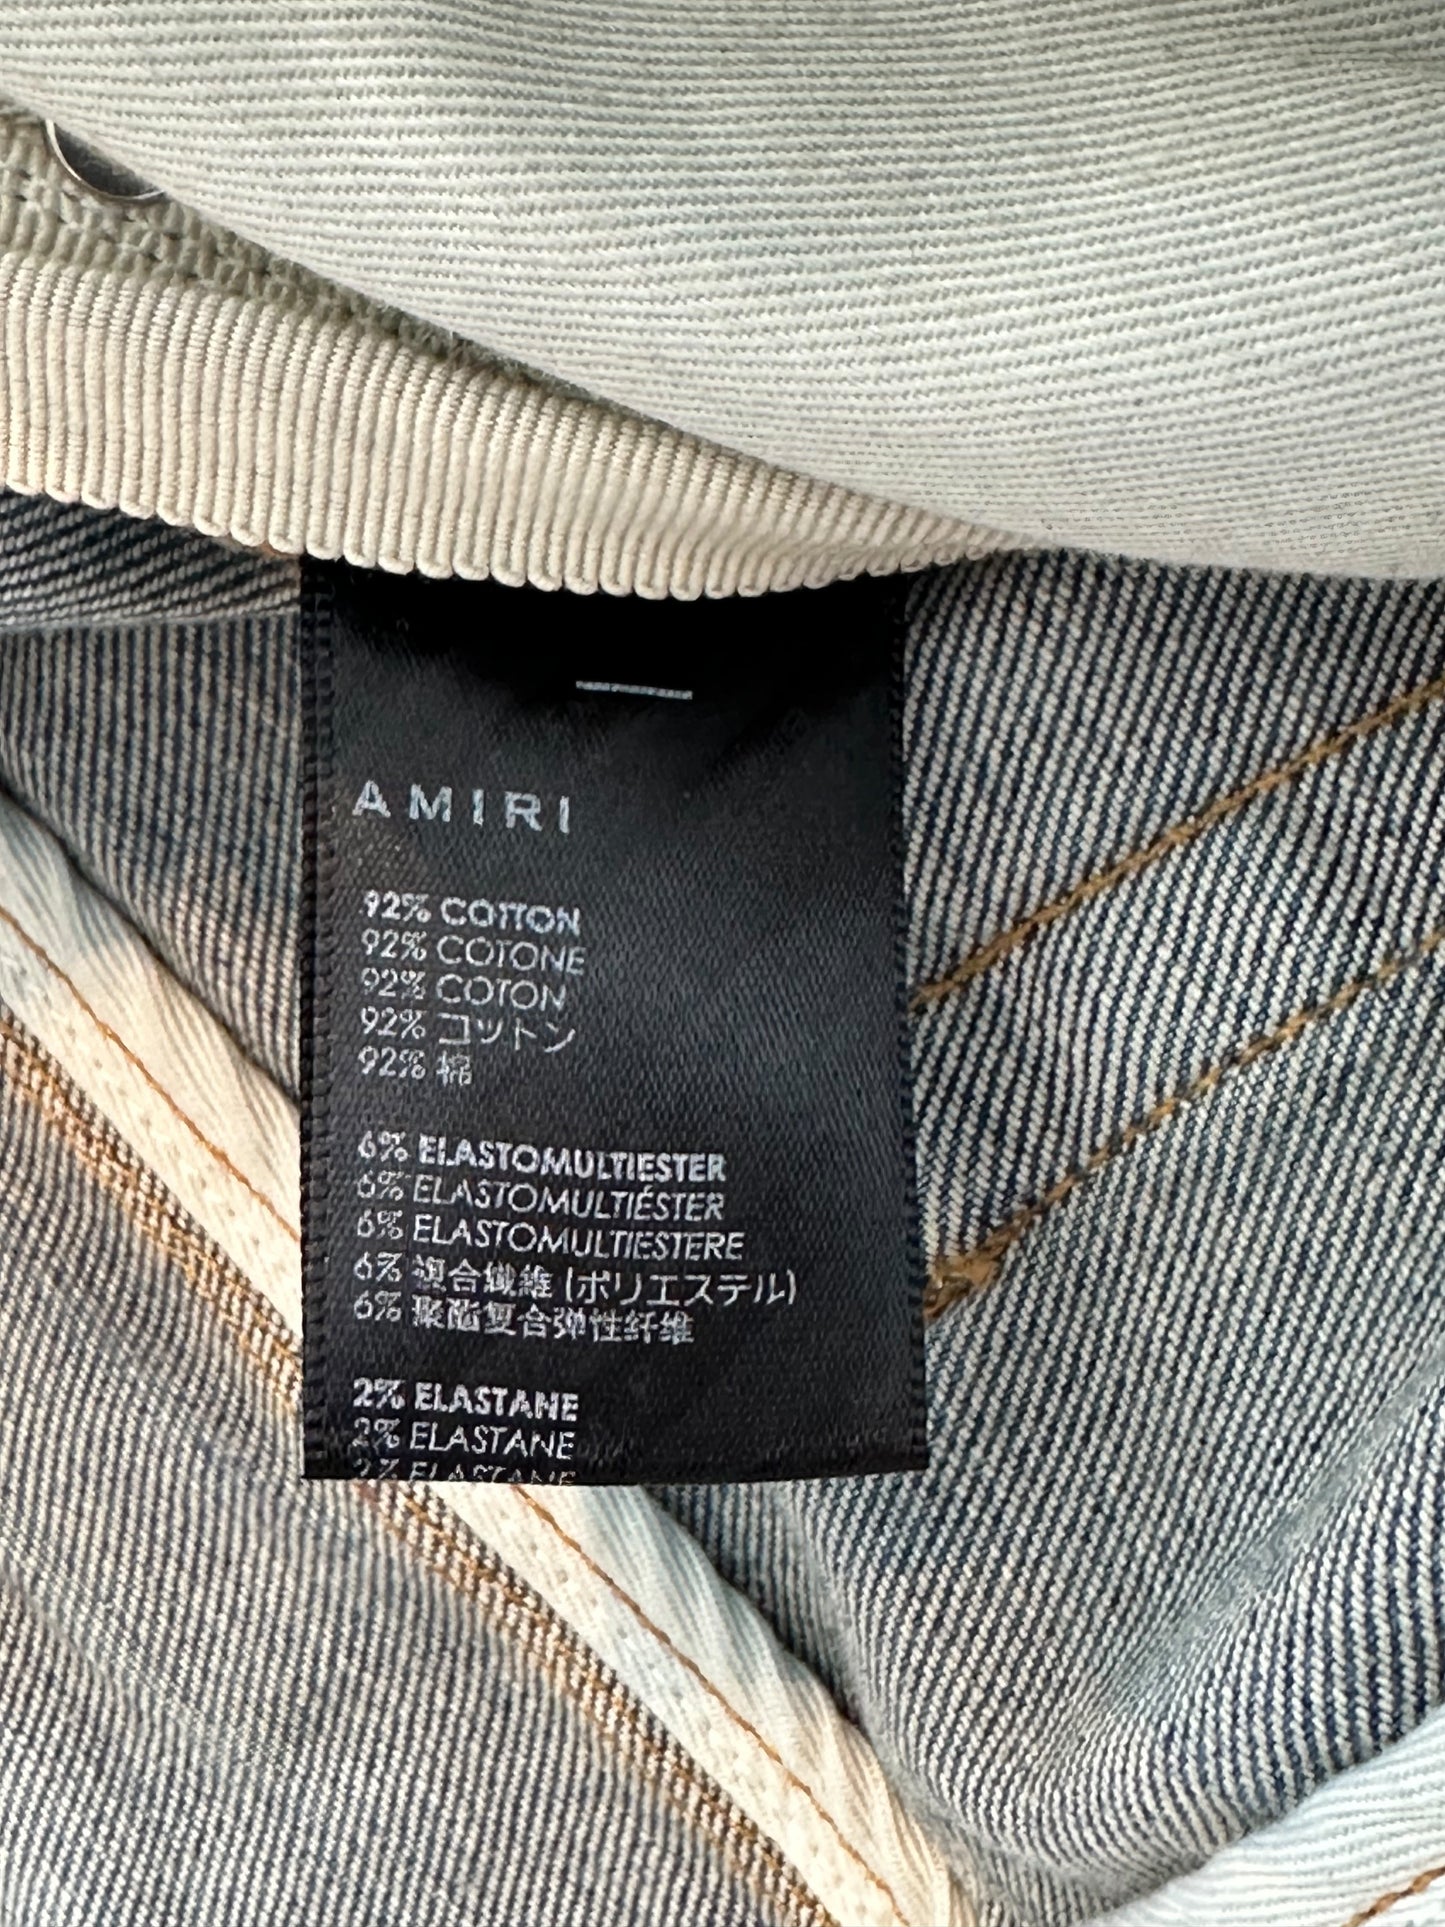 AMIRI
92% COTTON
92% COTONE
92% COTON
92% コットン
92% 棉
6% ELASTOMULTIESTER
6% ELASTOMULTIÉSTER
6% ELASTOMULTIESTERE
6% 複合繊維 (ポリエステル)
6% 聚酯复合弹性纤维
2% ELASTANE
2% ELASTANE
2% ELASTANE